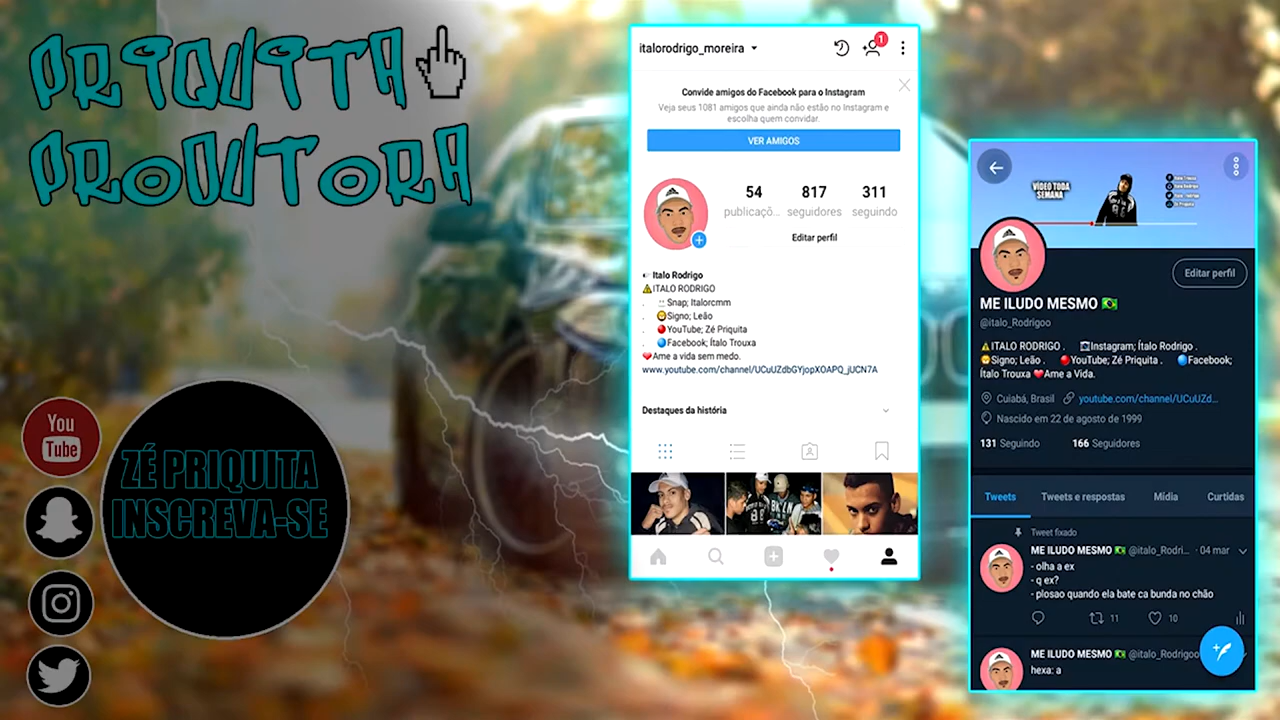 PRIQUITA
PRODUTORA
You
Tube
ZÉ PRIQUITA
INSCREVA-SE
italorodrigo_moreira
1
Convide amigos do Facebook para o Instagram
Veja seus 1081 amigos que ainda não estão no Instagram e
escolha quem convidar.
VER AMIGOS
54 817 311
publicaçõ... seguidores seguindo
Editar perfil
Italo Rodrigo
⚠ITALO RODRIGO
. :: Snap; Italorcmm
. 🦁Signo; Leão
. 🔴YouTube; Zé Priquita
. 🔵Facebook; Ítalo Trouxa
❤Ame a vida sem medo.
www.youtube.com/channel/UCuUZdbGYjopXOAPQ_jUCN7A
Destaques da história
VÍDEO TODA
SEMANA
Editar perfil
ME ILUDO MESMO 🇧🇷
@italo_Rodrigoo
⚠ITALO RODRIGO . 📷Instagram; Ítalo Rodrigo .
🦁Signo; Leão . 🔴YouTube; Zé Priquita . 🔵Facebook;
Ítalo Trouxa ❤Ame a Vida.
Cuiabá, Brasil youtube.com/channel/UCuUZd...
Nascido em 22 de agosto de 1999
131 Seguindo 166 Seguidores
Tweets Tweets e respostas Mídia Curtidas
Tweet fixado
ME ILUDO MESMO 🇧🇷 @italo_Rodri... · 04 mar
- olha a ex
- q ex?
- plosao quando ela bate ca bunda no chão
11 10
ME ILUDO MESMO 🇧🇷 @italo_Rodrigoo
hexa: a